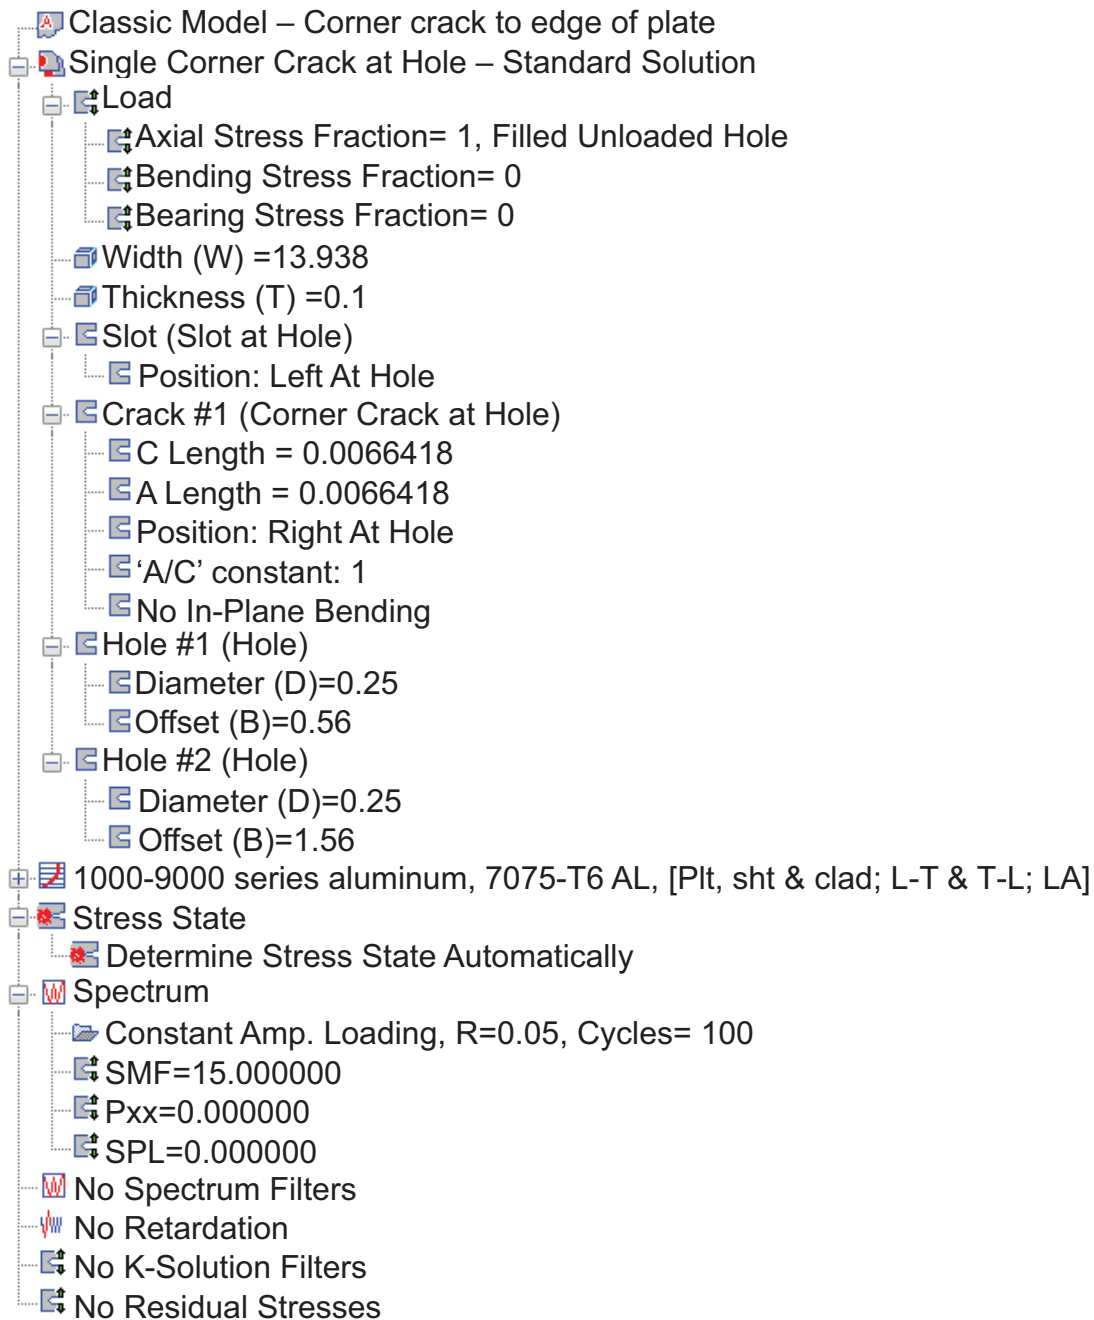 Classic Model – Corner crack to edge of plate
Single Corner Crack at Hole – Standard Solution
Load
Axial Stress Fraction= 1, Filled Unloaded Hole
Bending Stress Fraction= 0
Bearing Stress Fraction= 0
Width (W) =13.938
Thickness (T) =0.1
Slot (Slot at Hole)
Position: Left At Hole
Crack #1 (Corner Crack at Hole)
C Length = 0.0066418
A Length = 0.0066418
Position: Right At Hole
‘A/C’ constant: 1
No In-Plane Bending
Hole #1 (Hole)
Diameter (D)=0.25
Offset (B)=0.56
Hole #2 (Hole)
Diameter (D)=0.25
Offset (B)=1.56
1000-9000 series aluminum, 7075-T6 AL, [Plt, sht & clad; L-T & T-L; LA]
Stress State
Determine Stress State Automatically
Spectrum
Constant Amp. Loading, R=0.05, Cycles= 100
SMF=15.000000
Pxx=0.000000
SPL=0.000000
No Spectrum Filters
No Retardation
No K-Solution Filters
No Residual Stresses